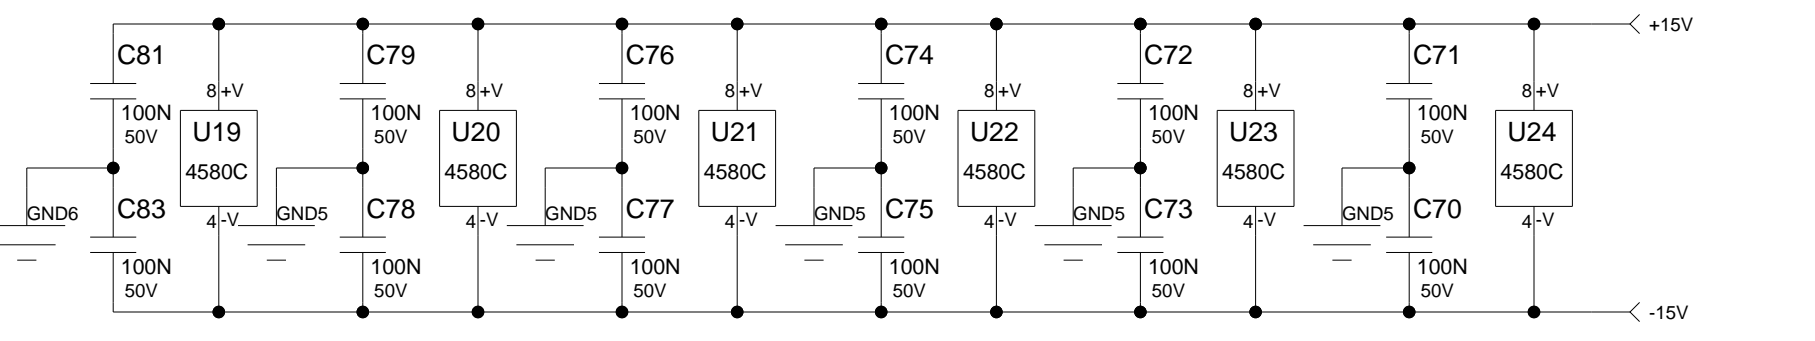 +15V
C81 C79 C76 C74 C72 C71
8 +V 8 +V 8 +V 8 +V 8 +V 8 +V
100N 100N 100N 100N 100N 100N
50V 50V 50V 50V 50V 50V
U19 U20 U21 U22 U23 U24
4580C 4580C 4580C 4580C 4580C 4580C
GND6 C83 GND5 C78 GND5 C77 GND5 C75 GND5 C73 GND5 C70
4 -V 4 -V 4 -V 4 -V 4 -V 4 -V
100N 100N 100N 100N 100N 100N
50V 50V 50V 50V 50V 50V
-15V